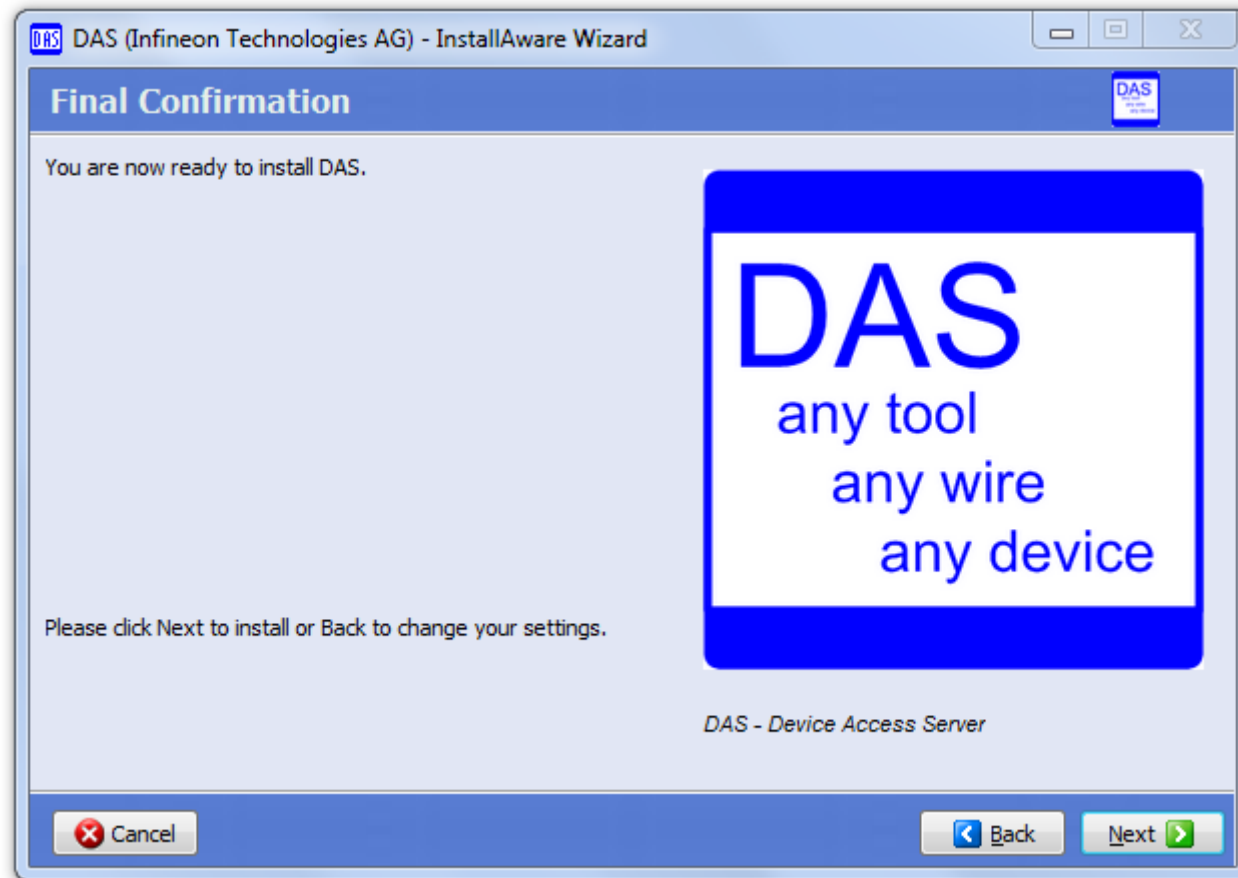 DAS DAS (Infineon Technologies AG) - InstallAware Wizard
Final Confirmation
DAS
You are now ready to install DAS.
DAS
any tool
any wire
any device
Please click Next to install or Back to change your settings.
DAS - Device Access Server
Cancel
Back
Next